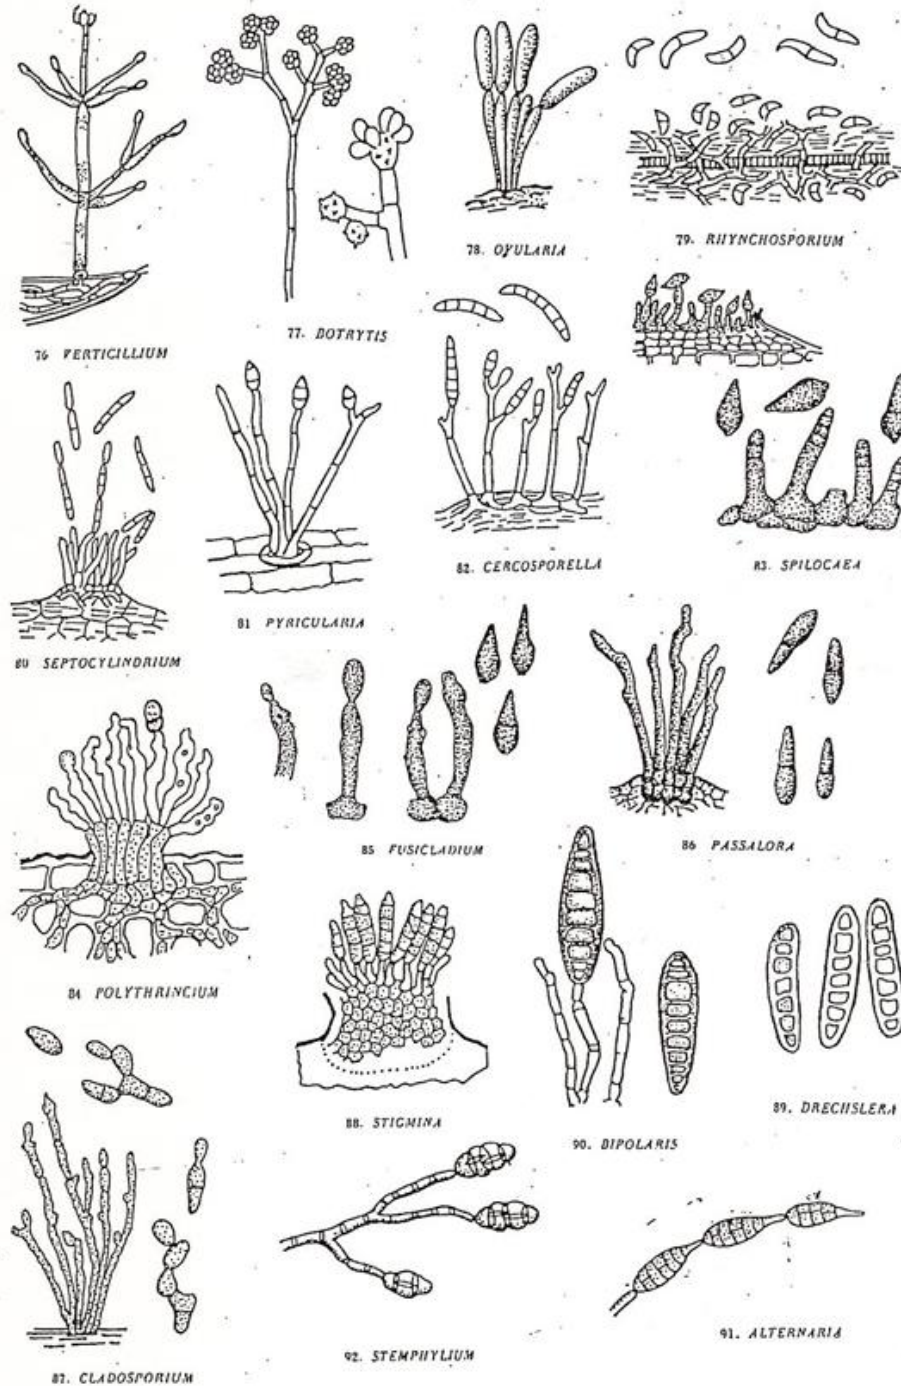 76 VERTICILLIUM
77. BOTRYTIS
78. OVULARIA
79. RHYNCHOSPORIUM
80 SEPTOCYLINDRIUM
81 PYRICULARIA
82. CERCOSPORELLA
83. SPILOCAEA
84 POLYTHRINCIUM
85 FUSICLADIUM
86 PASSALORA
87. CLADOSPORIUM
88. STIGMINA
90. BIPOLARIS
89. DRECHSLERA
92. STEMPHYLIUM
91. ALTERNARIA